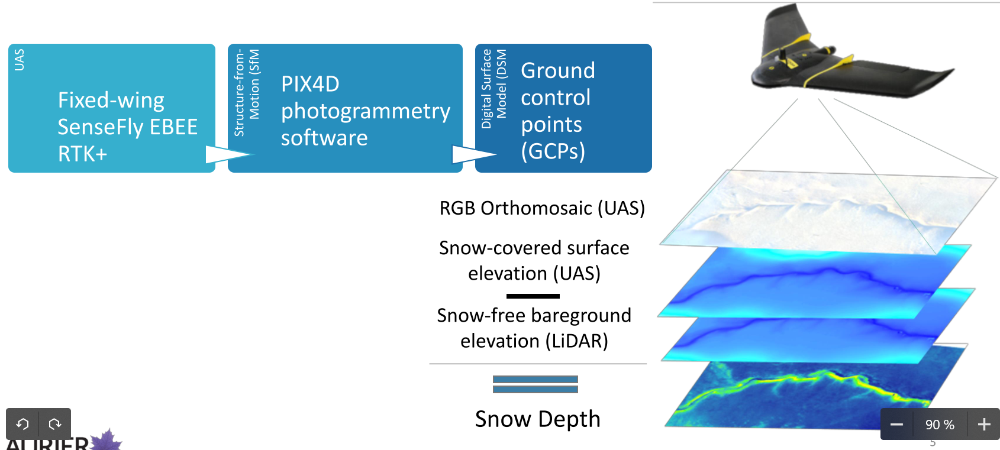 UAS
Fixed-wing
SenseFly EBEE
RTK+
Structure-from-
Motion (SfM
PIX4D
photogrammetry
software
Digital Surface
Model (DSM
Ground
control
points
(GCPs)
RGB Orthomosaic (UAS)
Snow-covered surface
elevation (UAS)
Snow-free bareground
elevation (LiDAR)
Snow Depth
90 %
5